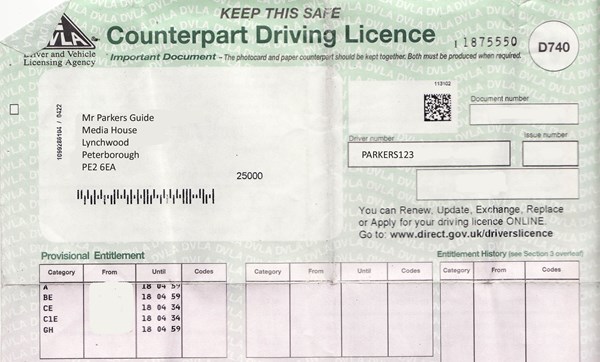 KEEP THIS SAFE
DVLA
Driver and Vehicle
Licensing Agency
Counterpart Driving Licence
11875550
D740
Important Document – The photocard and paper counterpart should be kept together. Both must be produced when required.
1099288104 / 0422
Mr Parkers Guide
Media House
Lynchwood
Peterborough
PE2 6EA
25000
113102
Document number
Driver number
Issue number
PARKERS123
You can Renew, Update, Exchange, Replace
or Apply for your driving licence ONLINE.
Go to: www.direct.gov.uk/driverslicence
Provisional Entitlement
Entitlement History (see Section 3 overleaf)
Category From Until Codes
Category From Until Codes
Category From Until Codes
A 18 04 59
BE 18 04 59
CE 18 04 34
C1E 18 04 34
GH 18 04 59